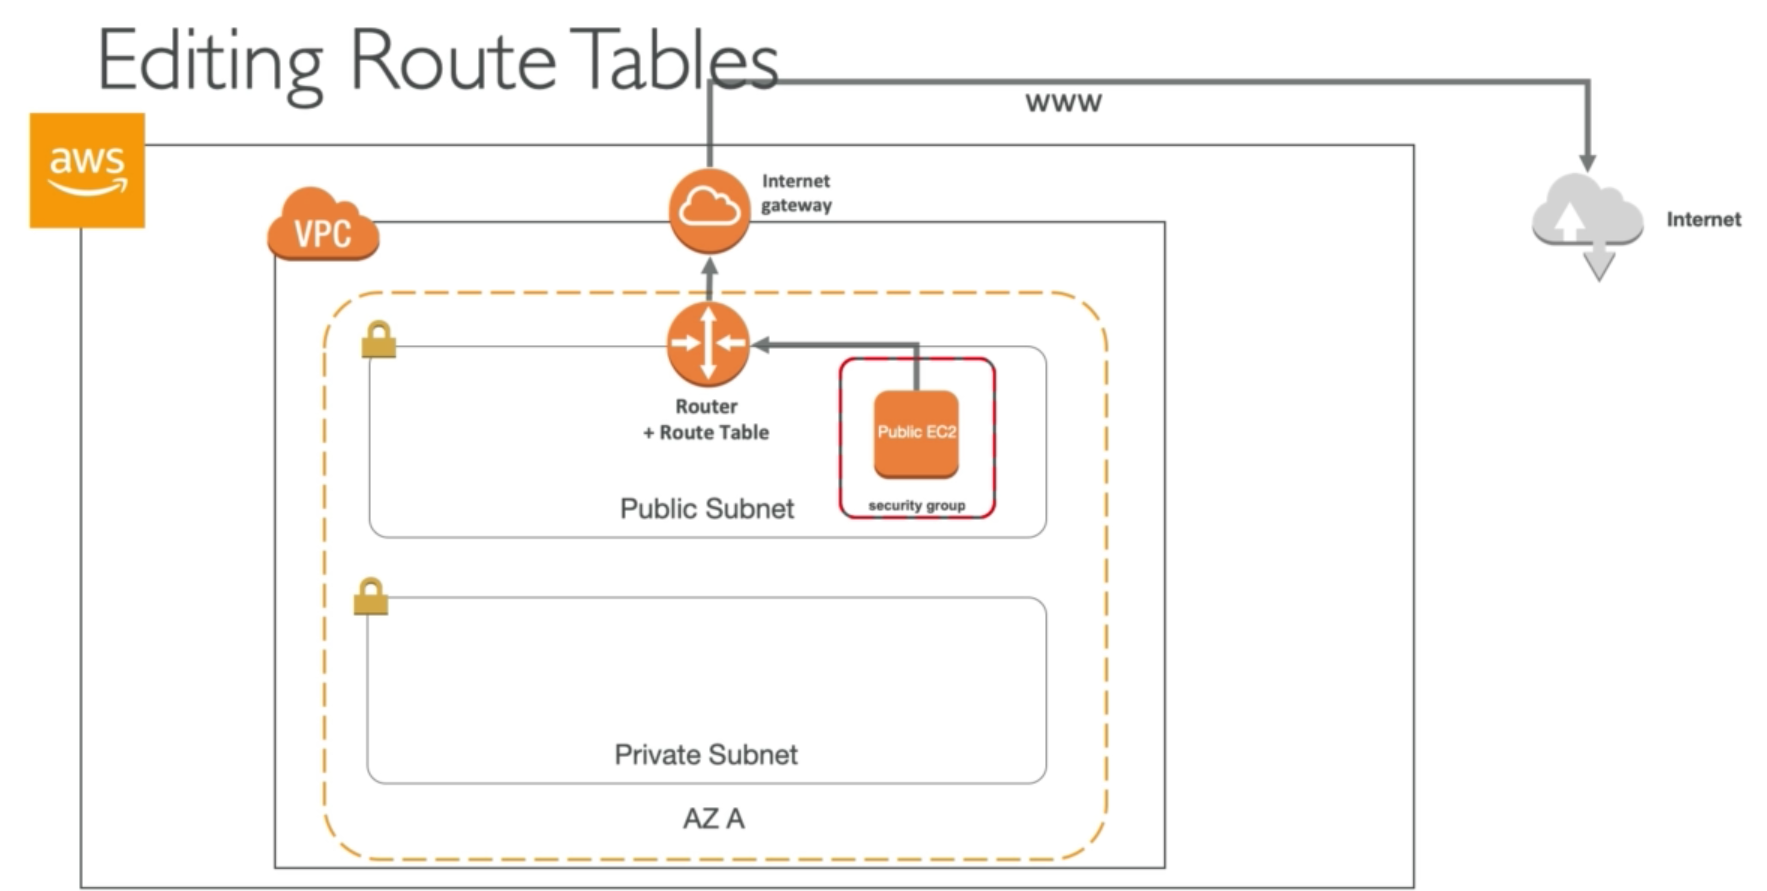 Editing Route Tables
www
aws
Internet
gateway
VPC
Internet
Router
+ Route Table
Public EC2
security group
Public Subnet
Private Subnet
AZ A